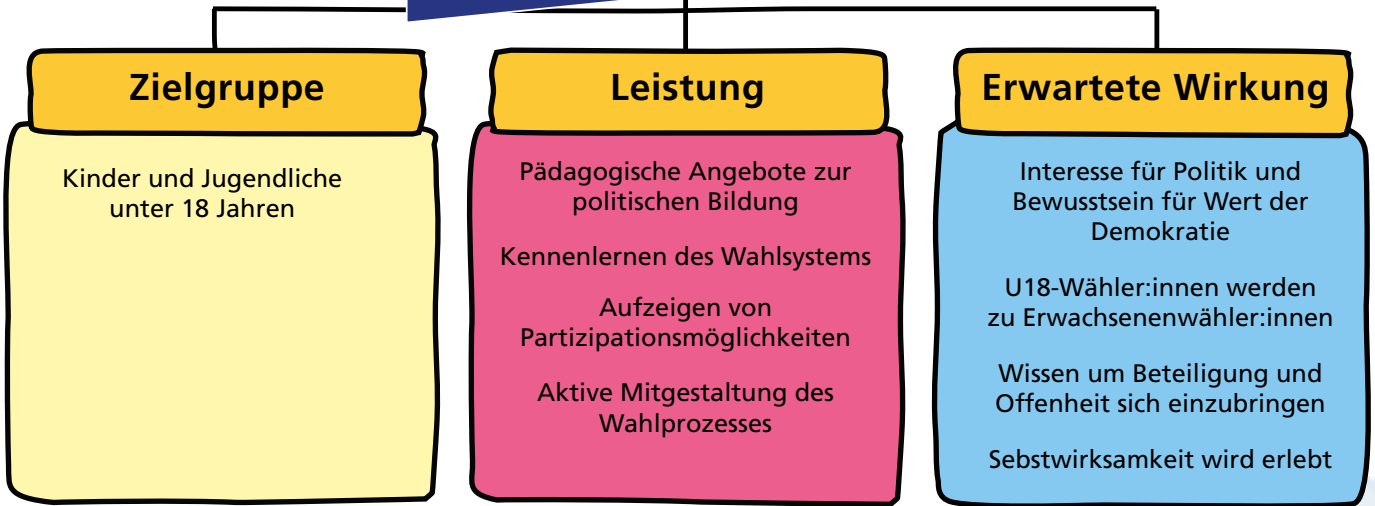 Zielgruppe
Kinder und Jugendliche
unter 18 Jahren
Leistung
Pädagogische Angebote zur
politischen Bildung
Kennenlernen des Wahlsystems
Aufzeigen von
Partizipationsmöglichkeiten
Aktive Mitgestaltung des
Wahlprozesses
Erwartete Wirkung
Interesse für Politik und
Bewusstsein für Wert der
Demokratie
U18-Wähler:innen werden
zu Erwachsenenwähler:innen
Wissen um Beteiligung und
Offenheit sich einzubringen
Sebstwirksamkeit wird erlebt